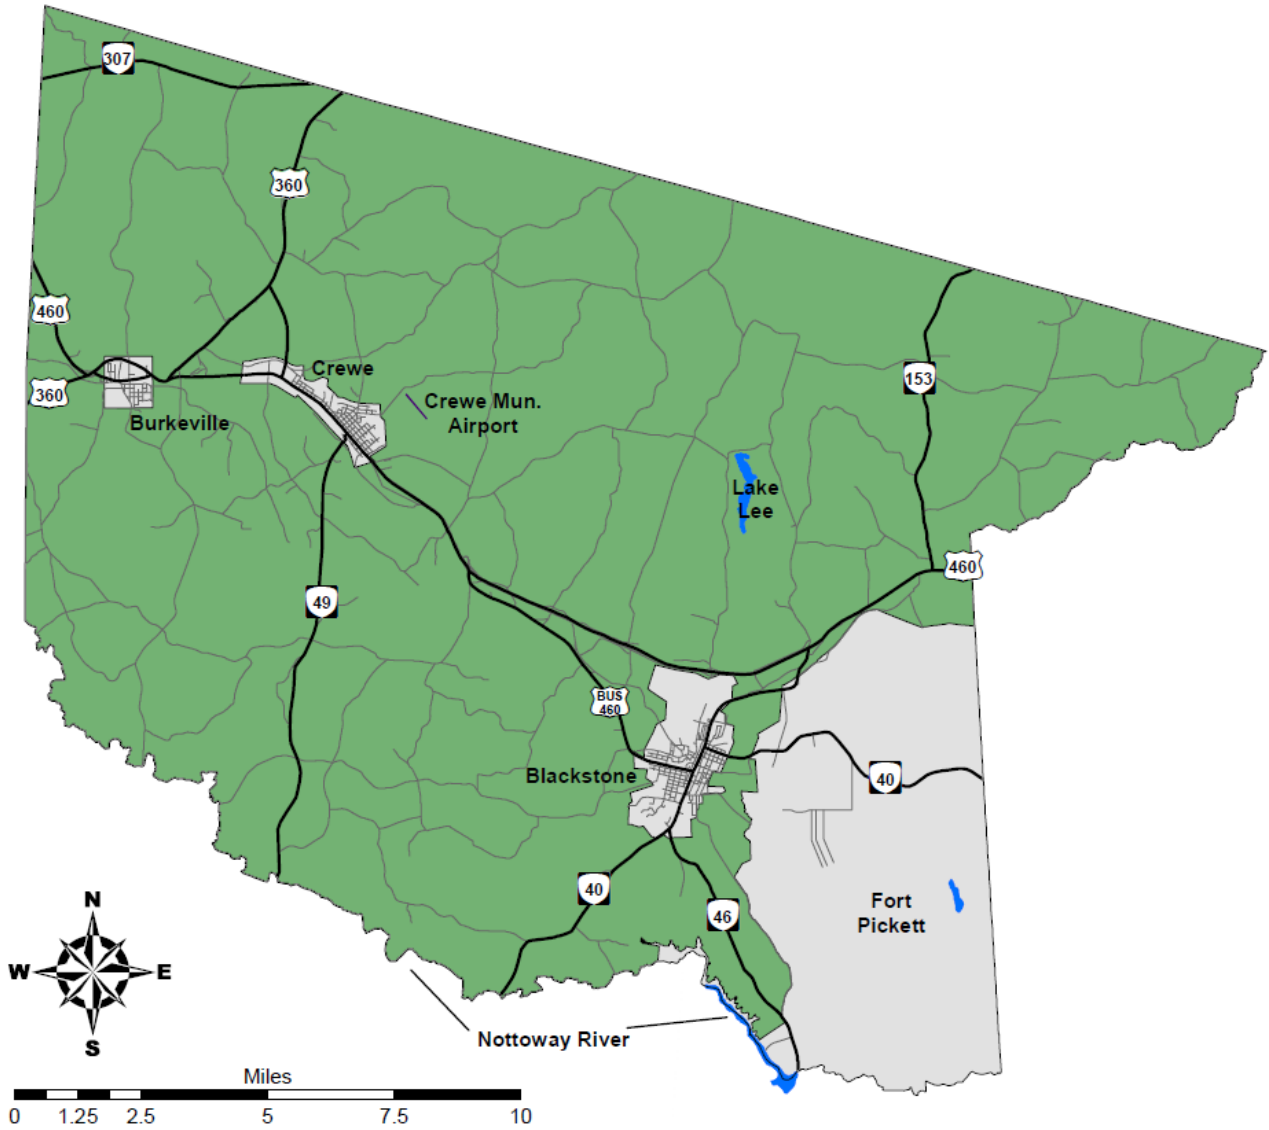 307
360
460
360
Crewe
Burkeville
Crewe Mun.
Airport
153
Lake
Lee
460
49
BUS
460
Blackstone
40
40
46
Fort
Pickett
N
W E
S
Nottoway River
Miles
0 1.25 2.5 5 7.5 10